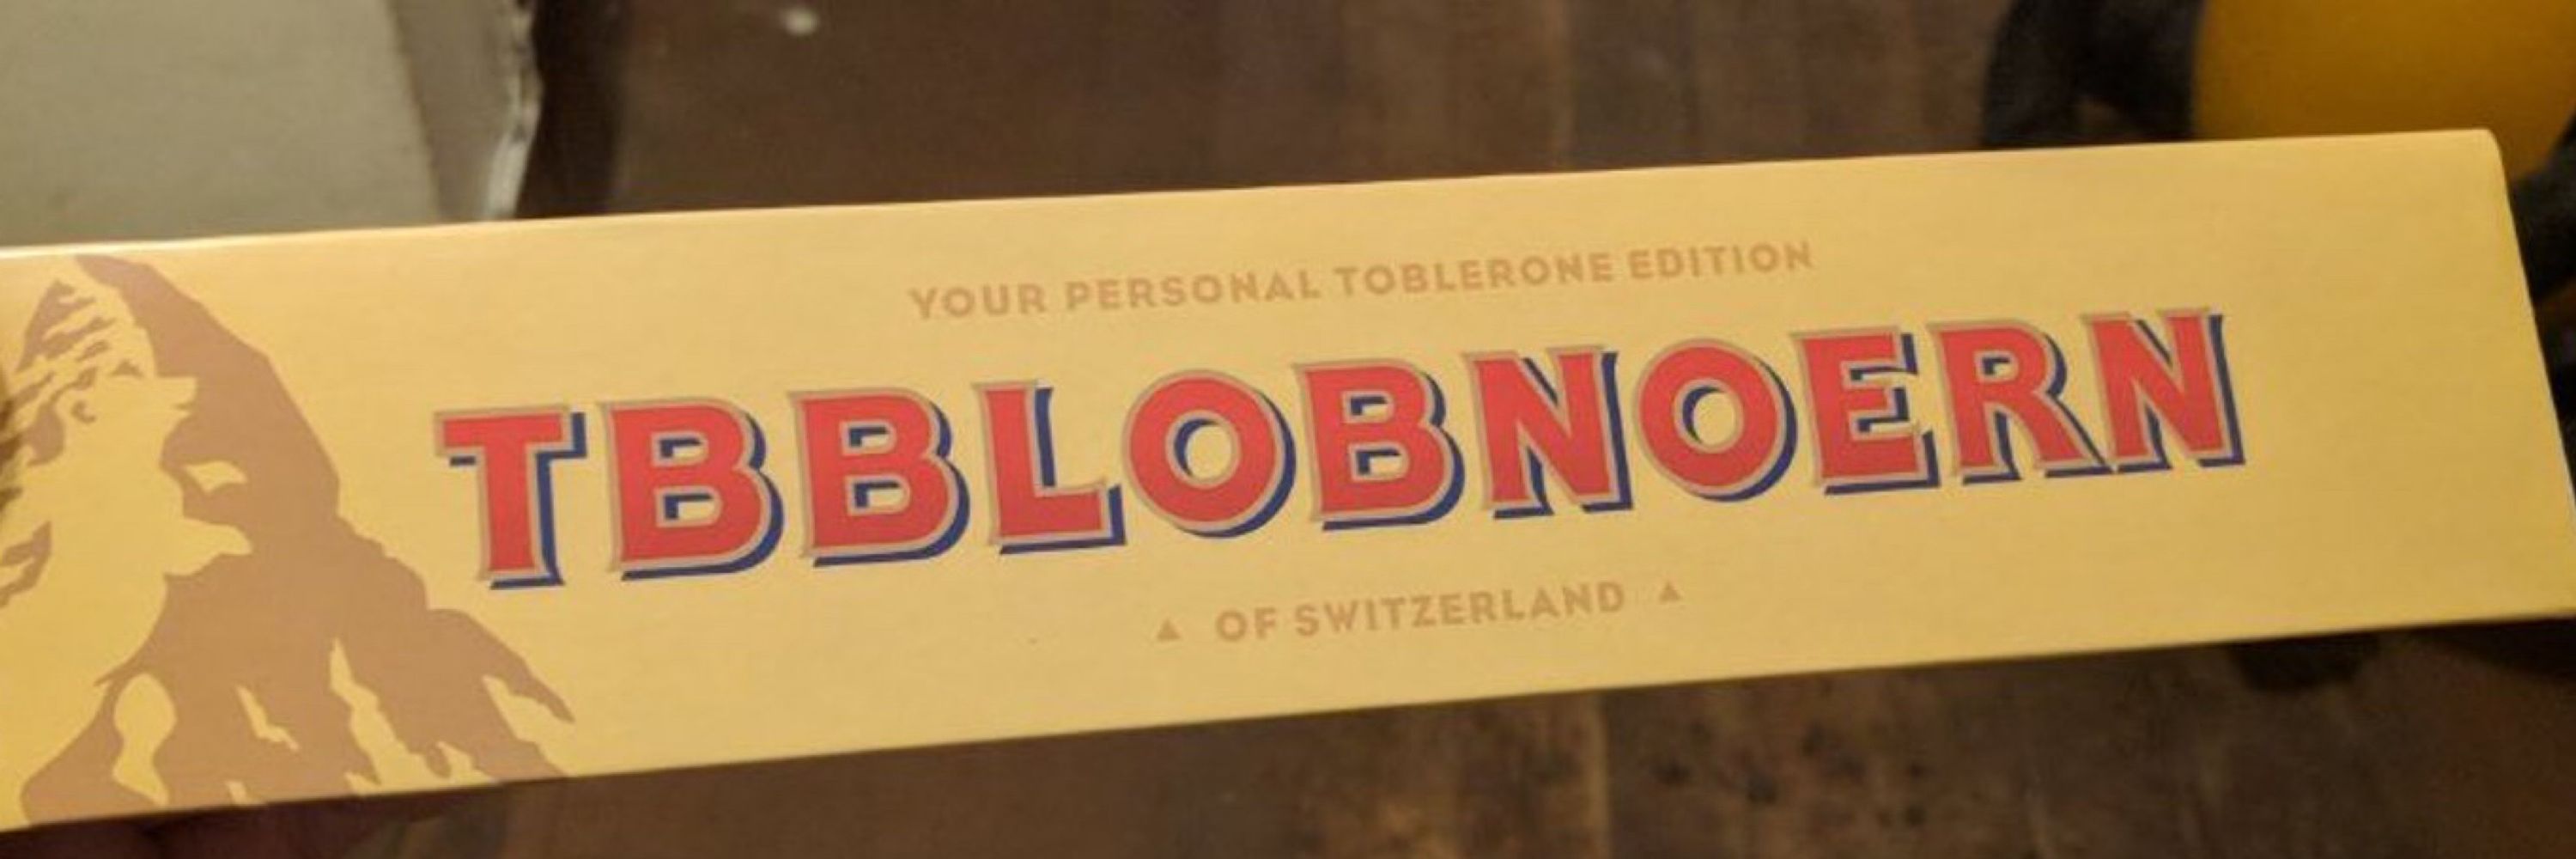 YOUR PERSONAL TOBLERONE EDITION
TBBLOBNOERN
OF SWITZERLAND